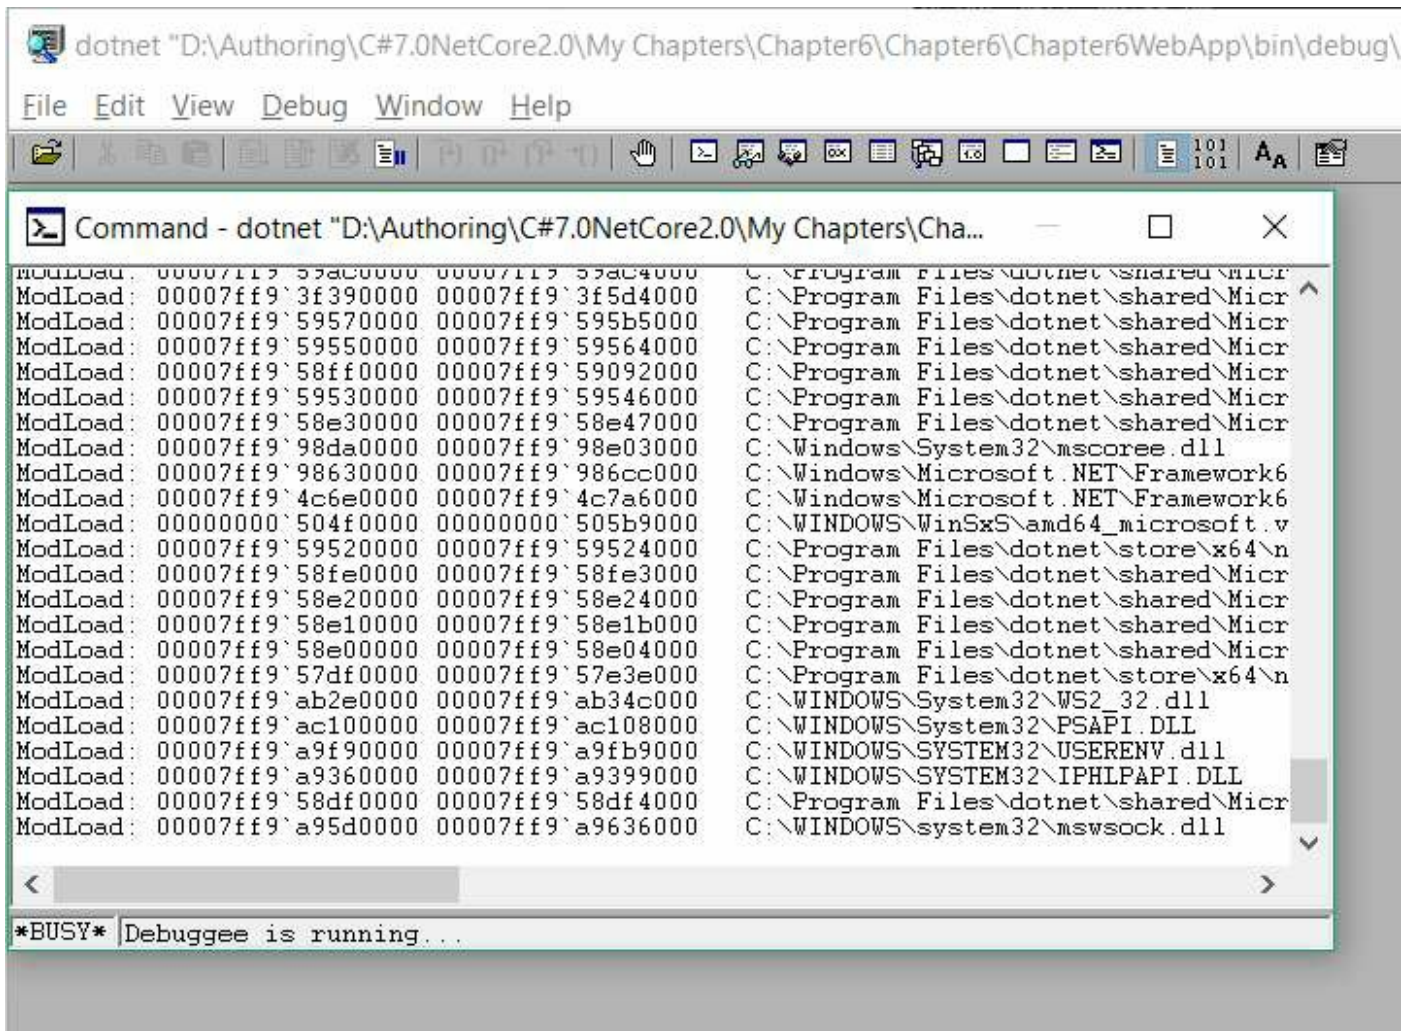 dotnet "D:\Authoring\C#7.0NetCore2.0\My Chapters\Chapter6\Chapter6\Chapter6WebApp\bin\debug\
File Edit View Debug Window Help
101
101
Command - dotnet "D:\Authoring\C#7.0NetCore2.0\My Chapters\Cha...
ModLoad: 00007ff9`59ac0000 00007ff9`59ac4000 C:\Program Files\dotnet\shared\Micr
ModLoad: 00007ff9`3f390000 00007ff9`3f5d4000 C:\Program Files\dotnet\shared\Micr
ModLoad: 00007ff9`59570000 00007ff9`595b5000 C:\Program Files\dotnet\shared\Micr
ModLoad: 00007ff9`59550000 00007ff9`59564000 C:\Program Files\dotnet\shared\Micr
ModLoad: 00007ff9`58ff0000 00007ff9`59092000 C:\Program Files\dotnet\shared\Micr
ModLoad: 00007ff9`59530000 00007ff9`59546000 C:\Program Files\dotnet\shared\Micr
ModLoad: 00007ff9`58e30000 00007ff9`58e47000 C:\Program Files\dotnet\shared\Micr
ModLoad: 00007ff9`98da0000 00007ff9`98e03000 C:\Windows\System32\mscoree.dll
ModLoad: 00007ff9`98630000 00007ff9`986cc000 C:\Windows\Microsoft.NET\Framework6
ModLoad: 00007ff9`4c6e0000 00007ff9`4c7a6000 C:\Windows\Microsoft.NET\Framework6
ModLoad: 00000000`504f0000 00000000`505b9000 C:\WINDOWS\WinSxS\amd64_microsoft.v
ModLoad: 00007ff9`59520000 00007ff9`59524000 C:\Program Files\dotnet\store\x64\n
ModLoad: 00007ff9`58fe0000 00007ff9`58fe3000 C:\Program Files\dotnet\shared\Micr
ModLoad: 00007ff9`58e20000 00007ff9`58e24000 C:\Program Files\dotnet\shared\Micr
ModLoad: 00007ff9`58e10000 00007ff9`58e1b000 C:\Program Files\dotnet\shared\Micr
ModLoad: 00007ff9`58e00000 00007ff9`58e04000 C:\Program Files\dotnet\shared\Micr
ModLoad: 00007ff9`57df0000 00007ff9`57e3e000 C:\Program Files\dotnet\store\x64\n
ModLoad: 00007ff9`ab2e0000 00007ff9`ab34c000 C:\WINDOWS\System32\WS2_32.dll
ModLoad: 00007ff9`ac100000 00007ff9`ac108000 C:\WINDOWS\System32\PSAPI.DLL
ModLoad: 00007ff9`a9f90000 00007ff9`a9fb9000 C:\WINDOWS\SYSTEM32\USERENV.dll
ModLoad: 00007ff9`a9360000 00007ff9`a9399000 C:\WINDOWS\SYSTEM32\IPHLPAPI.DLL
ModLoad: 00007ff9`58df0000 00007ff9`58df4000 C:\Program Files\dotnet\shared\Micr
ModLoad: 00007ff9`a95d0000 00007ff9`a9636000 C:\WINDOWS\system32\mswsock.dll
*BUSY* Debuggee is running...